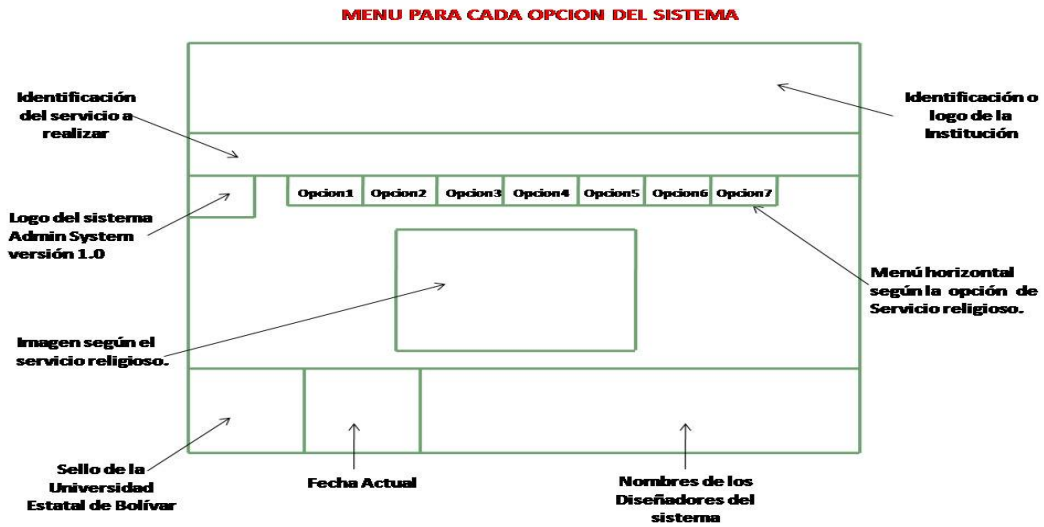 MENU PARA CADA OPCION DEL SISTEMA
Identificación
del servicio a
realizar
Identificación o
logo de la
Institución
Opcion1 Opcion2 Opcion3 Opcion4 Opcion5 Opcion6 Opcion7
Logo del sistema
Admin System
versión 1.0
Menú horizontal
según la opción de
Servicio religioso.
Imagen según el
servicio religioso.
Sello de la
Universidad
Estatal de Bolívar
Fecha Actual
Nombres de los
Diseñadores del
sistema